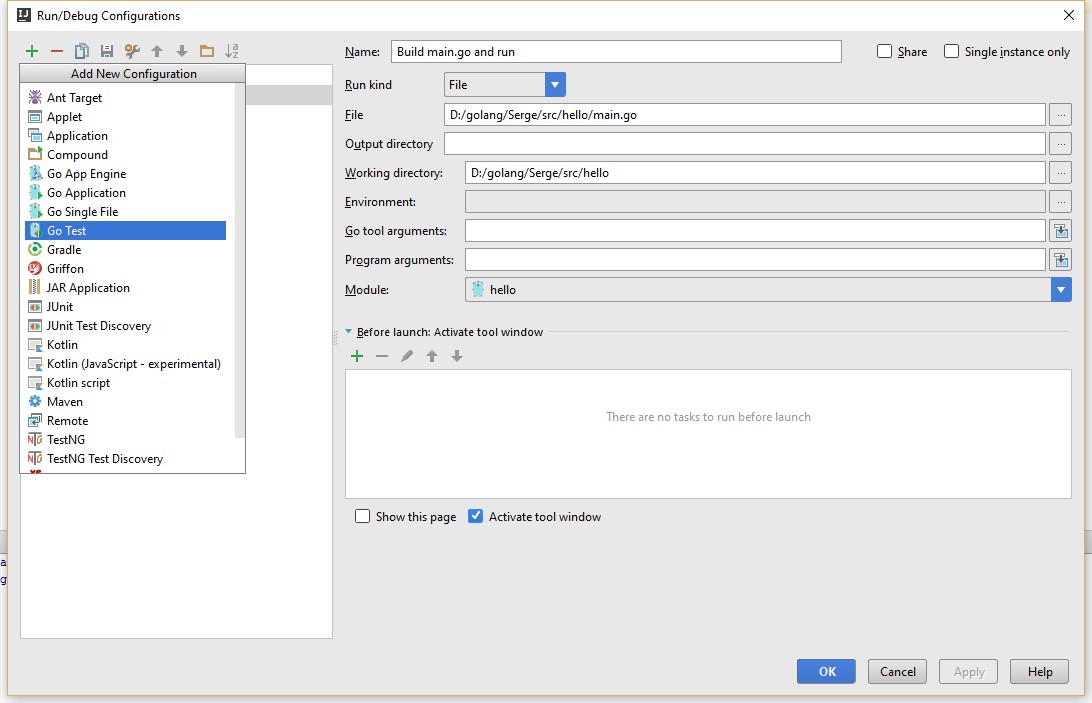 Run/Debug Configurations
Name: Build main.go and run Share Single instance only
Add New Configuration
Ant Target
Applet
Application
Compound
Go App Engine
Go Application
Go Single File
Go Test
Gradle
Griffon
JAR Application
JUnit
JUnit Test Discovery
Kotlin
Kotlin (JavaScript - experimental)
Kotlin script
Maven
Remote
TestNG
TestNG Test Discovery
Run kind File
File D:/golang/Serge/src/hello/main.go
Output directory
Working directory: D:/golang/Serge/src/hello
Environment:
Go tool arguments:
Program arguments:
Module: hello
Before launch: Activate tool window
There are no tasks to run before launch
Show this page Activate tool window
OK Cancel Apply Help